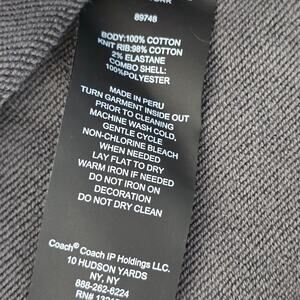 89748
BODY:100% COTTON
KNIT RIB:98% COTTON
2% ELASTANE
COMBO SHELL:
100%POLYESTER
MADE IN PERU
TURN GARMENT INSIDE OUT
PRIOR TO CLEANING
MACHINE WASH COLD,
GENTLE CYCLE
NON-CHLORINE BLEACH
WHEN NEEDED
LAY FLAT TO DRY
WARM IRON IF NEEDED
DO NOT IRON ON
DECORATION
DO NOT DRY CLEAN
Coach® Coach IP Holdings LLC.
10 HUDSON YARDS
NY, NY
888-262-6224
RN#